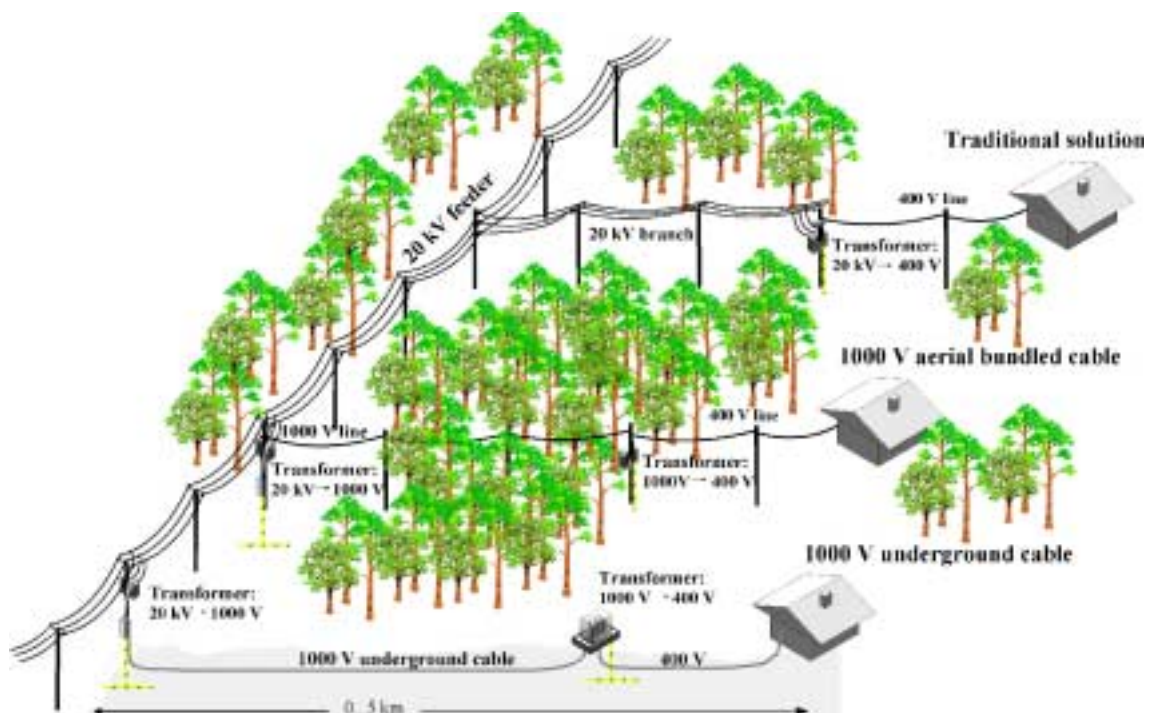 Traditional solution
20 kV feeder
400 V line
20 kV branch
Transformer:
20 kV→ 400 V
1000 V aerial bundled cable
1000 V line
400 V line
Transformer:
20 kV→1000 V
Transformer:
1000V→ 400 V
1000 V underground cable
Transformer:
20 kV→1000 V
Transformer:
1000 V→400 V
1000 V underground cable
400 V
0...5 km